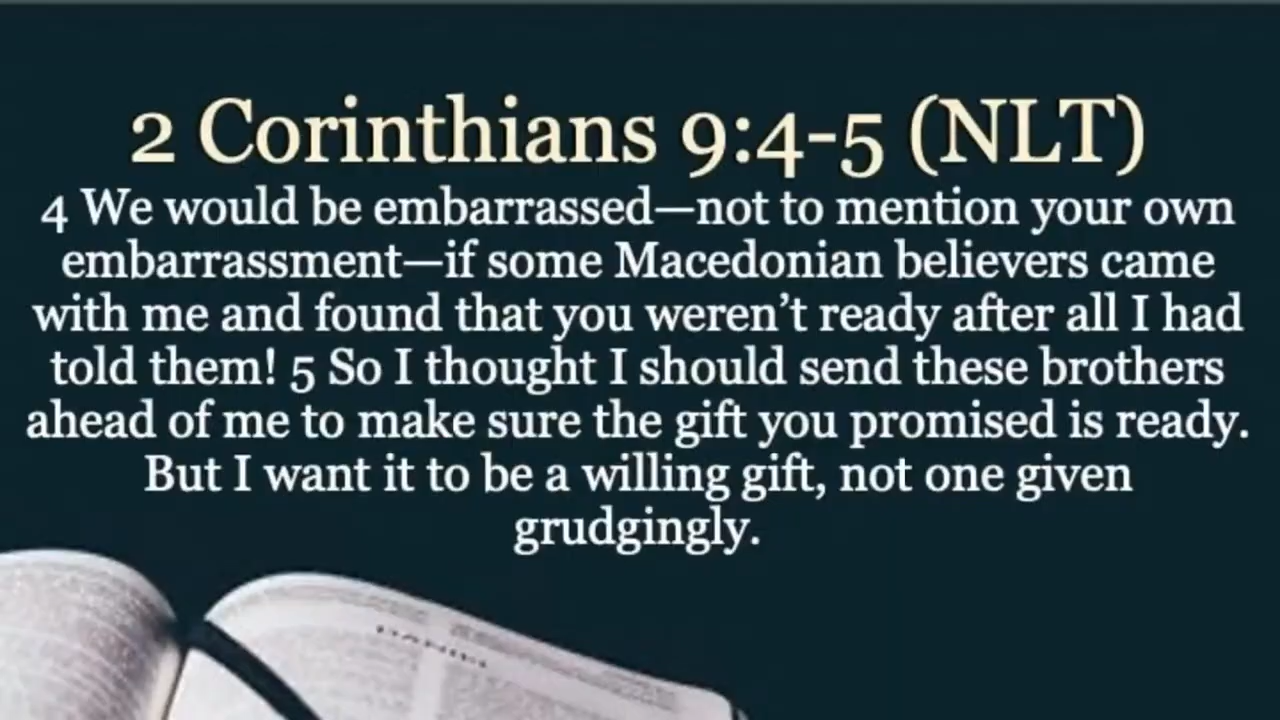 2 Corinthians 9:4-5 (NLT)
4 We would be embarrassed—not to mention your own
embarrassment—if some Macedonian believers came
with me and found that you weren’t ready after all I had
told them! 5 So I thought I should send these brothers
ahead of me to make sure the gift you promised is ready.
But I want it to be a willing gift, not one given
grudgingly.
DANIEL